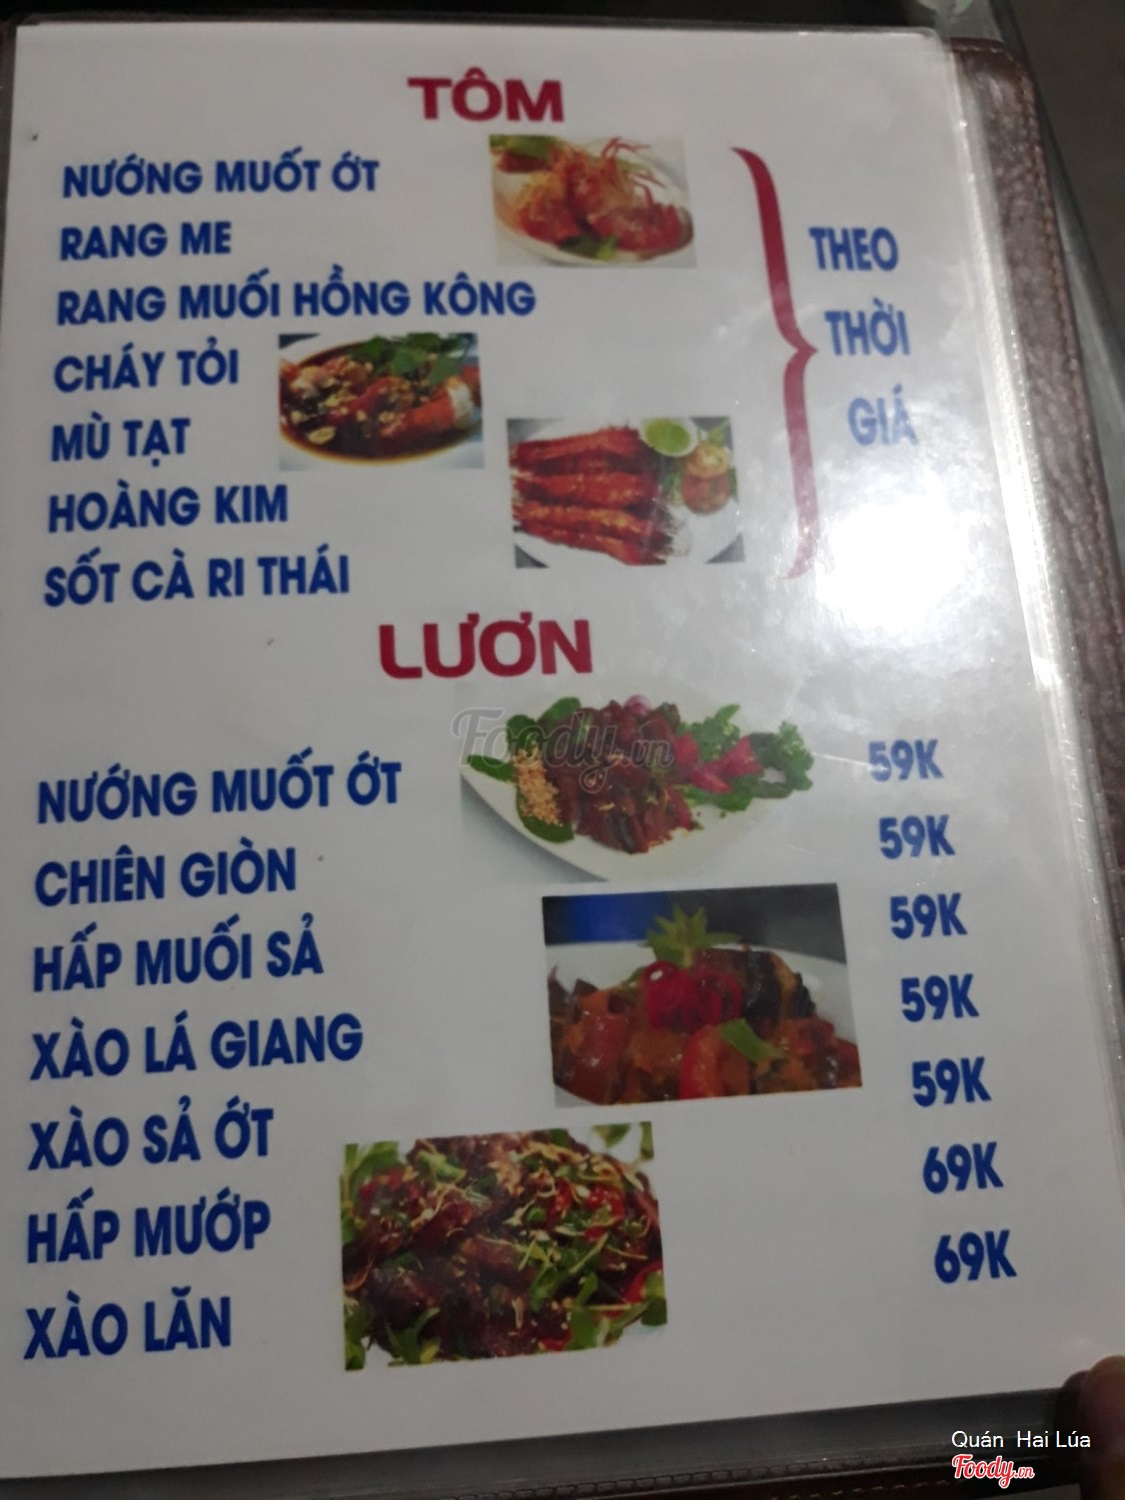 TÔM
NƯỚNG MUỐT ỚT
RANG ME
RANG MUỐI HỒNG KÔNG
CHÁY TỎI
MÙ TẠT
HOÀNG KIM
SỐT CÀ RI THÁI
THEO
THỜI
GIÁ
LƯƠN
NƯỚNG MUỐT ỚT 59K
CHIÊN GIÒN 59K
HẤP MUỐI SẢ 59K
XÀO LÁ GIANG 59K
XÀO SẢ ỚT 59K
HẤP MƯỚP 69K
XÀO LĂN 69K
Foody.vn
Quán Hai Lúa
Foody.vn